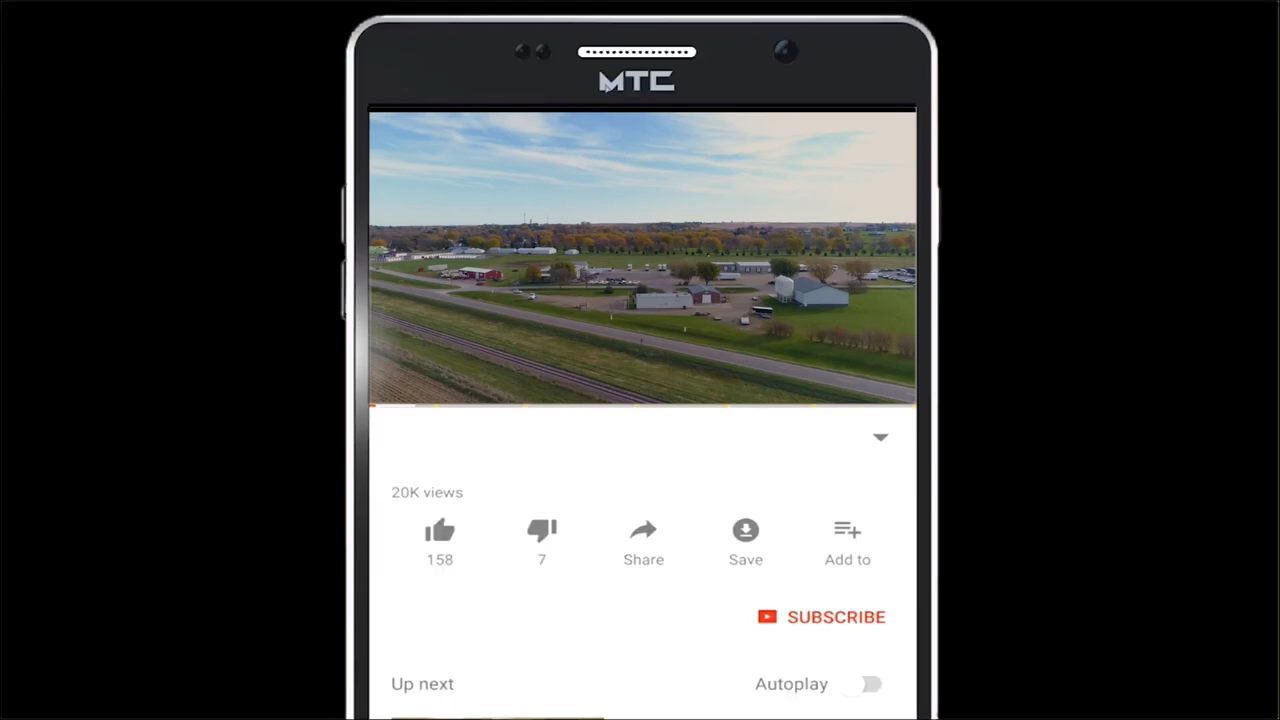 MTC
20K views
158
7
Share
Save
Add to
SUBSCRIBE
Up next
Autoplay